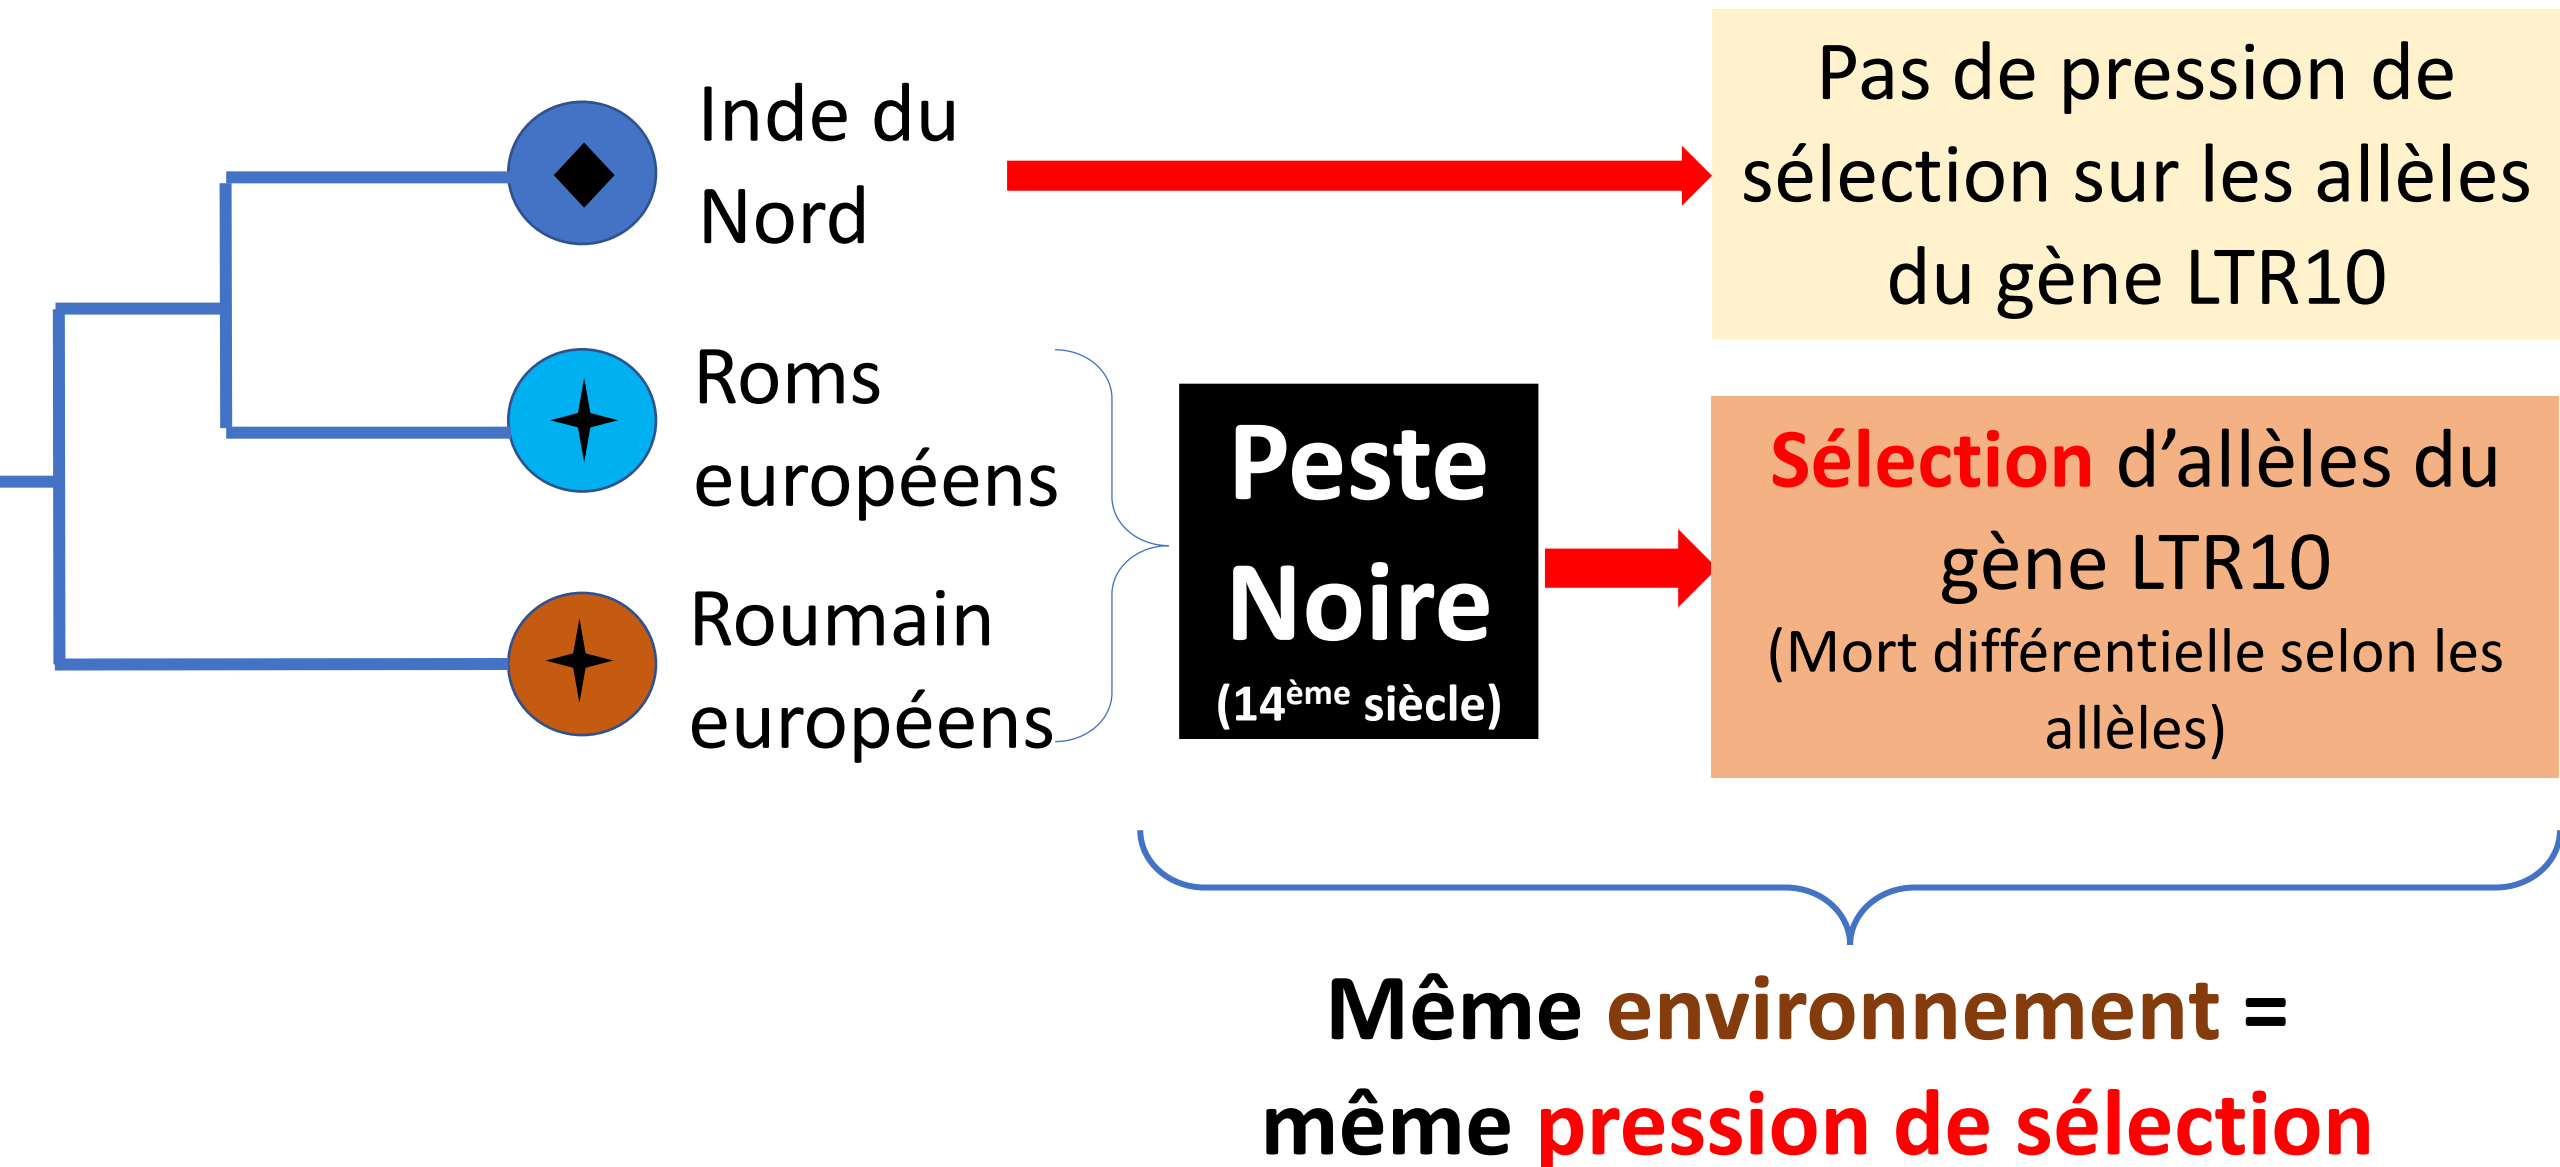 Inde du
Nord
Pas de pression de
sélection sur les allèles
du gène LTR10
Roms
européens
Roumain
européens
Peste
Noire
(14ème siècle)
Sélection d’allèles du
gène LTR10
(Mort différentielle selon les
allèles)
Même environnement =
même pression de sélection